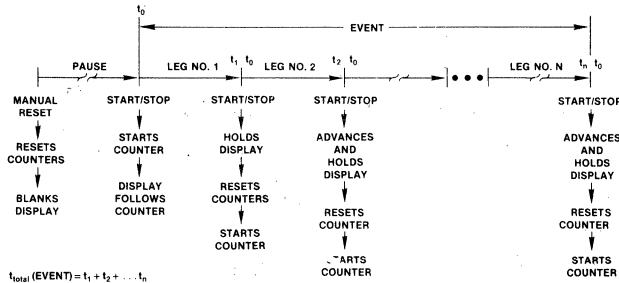 t0
EVENT
PAUSE
LEG NO. 1
t1 t0
LEG NO. 2
t2 t0
LEG NO. N
tn t0
MANUAL
RESET
RESETS
COUNTERS
BLANKS
DISPLAY
START/STOP
STARTS
COUNTER
DISPLAY
FOLLOWS
COUNTER
START/STOP
HOLDS
DISPLAY
RESETS
COUNTERS
STARTS
COUNTER
START/STOP
ADVANCES
AND
HOLDS
DISPLAY
RESETS
COUNTER
STARTS
COUNTER
START/STOP
ADVANCES
AND
HOLDS
DISPLAY
RESETS
COUNTER
STARTS
COUNTER
ttotal (EVENT) = t1 + t2 + . . . tn